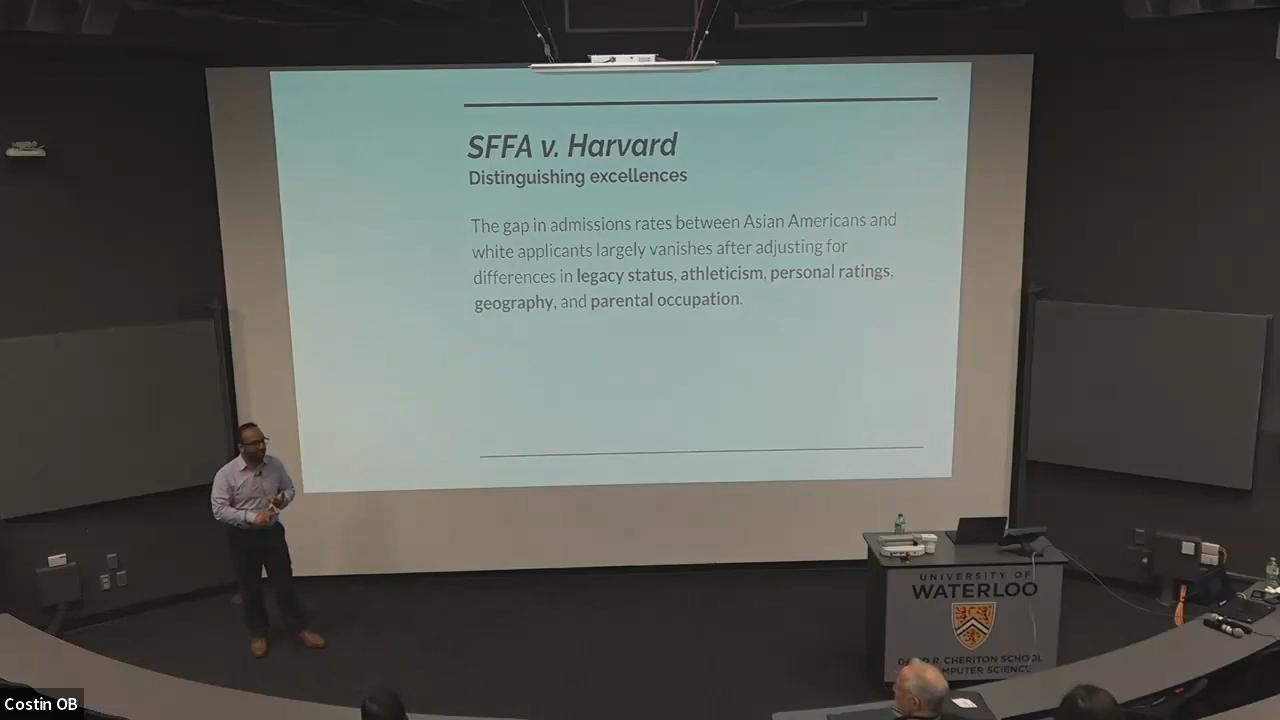 SFFA v. Harvard
Distinguishing excellences
The gap in admissions rates between Asian Americans and
white applicants largely vanishes after adjusting for
differences in legacy status, athleticism, personal ratings,
geography, and parental occupation.
UNIVERSITY OF
WATERLOO
R. CHERITON SCHOOL
COMPUTER SCIENCE
Costin OB